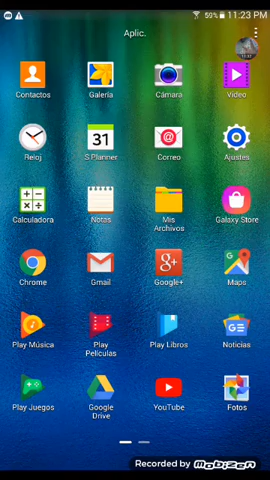 59% 11:23 PM
Aplic.
Contactos Galería Cámara Video
31
Reloj S Planner Correo Ajustes
Calculadora Notas Mis Archivos Galaxy Store
g+
Chrome Gmail Google+ Maps
Play Música Play Películas Play Libros Noticias
Play Juegos Google Drive YouTube Fotos
Recorded by mobizen